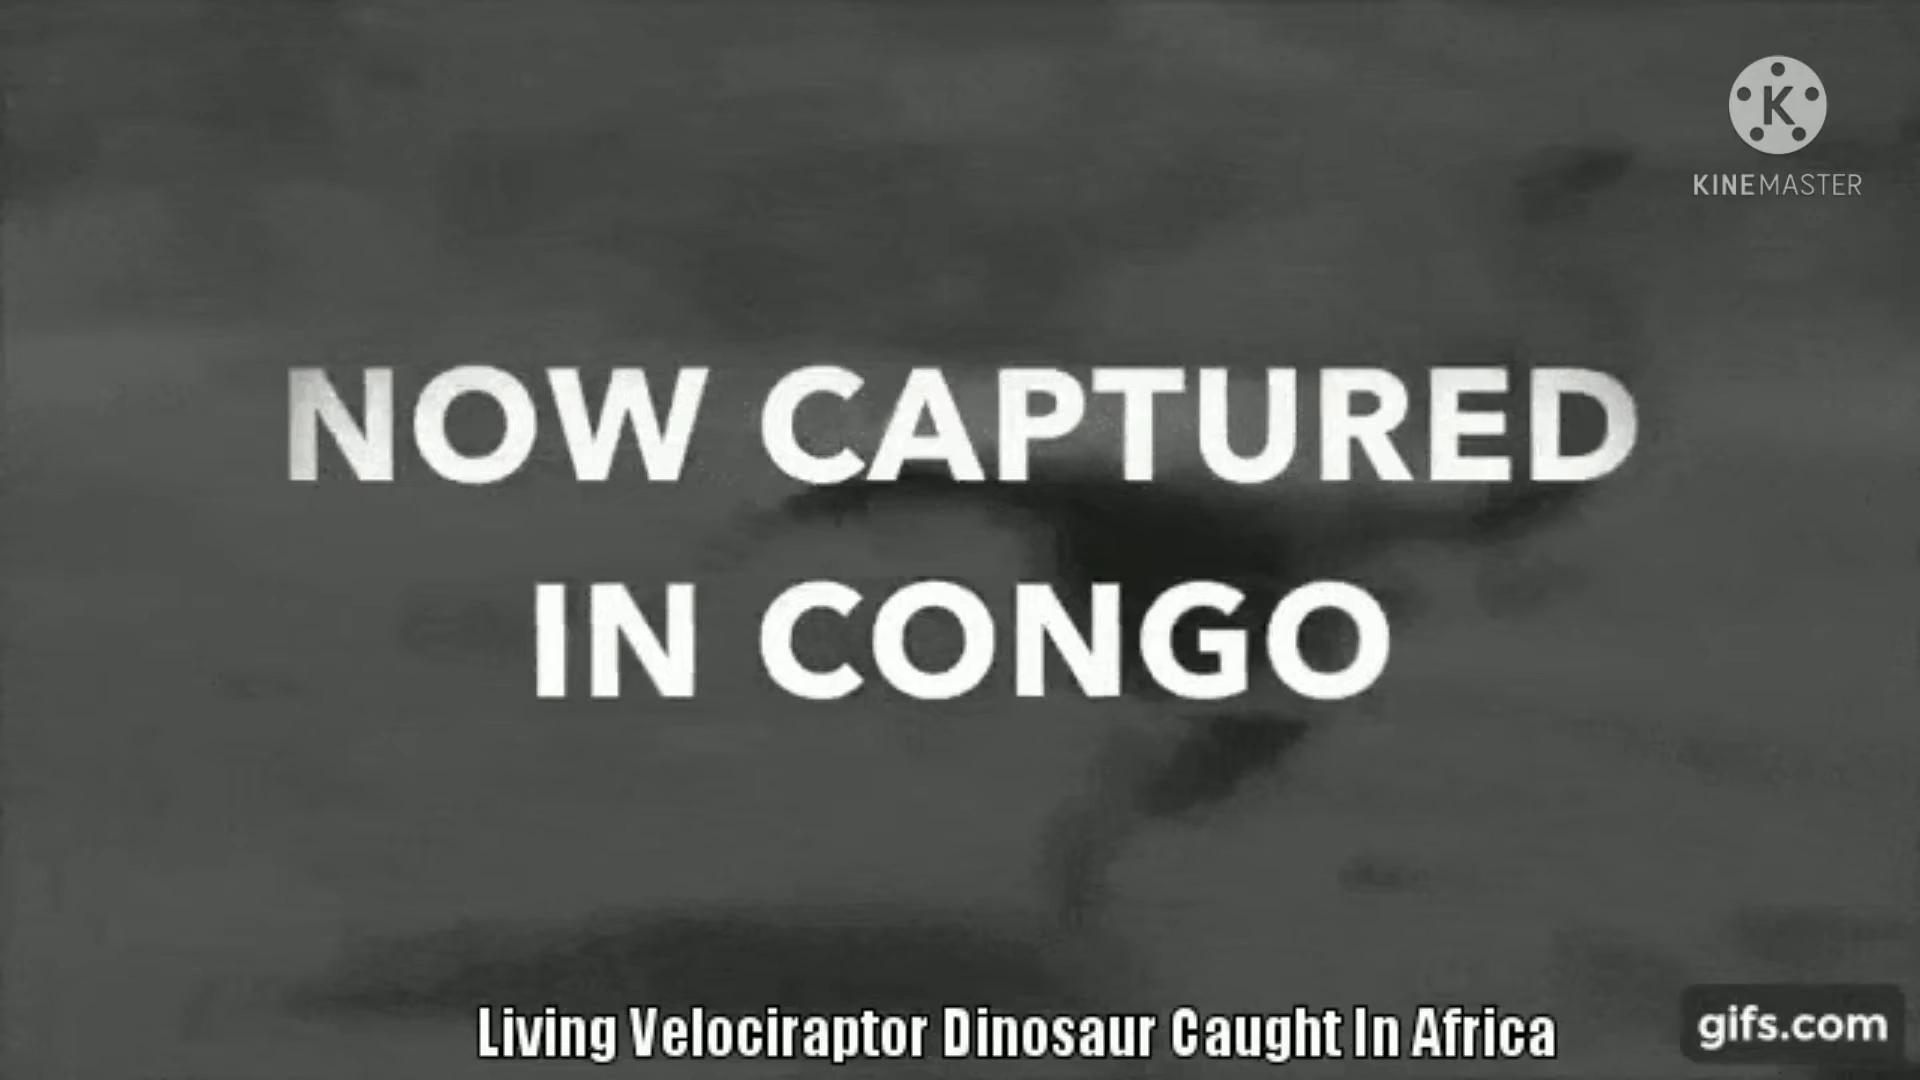 K
KINEMASTER
NOW CAPTURED
IN CONGO
Living Velociraptor Dinosaur Caught In Africa
gifs.com